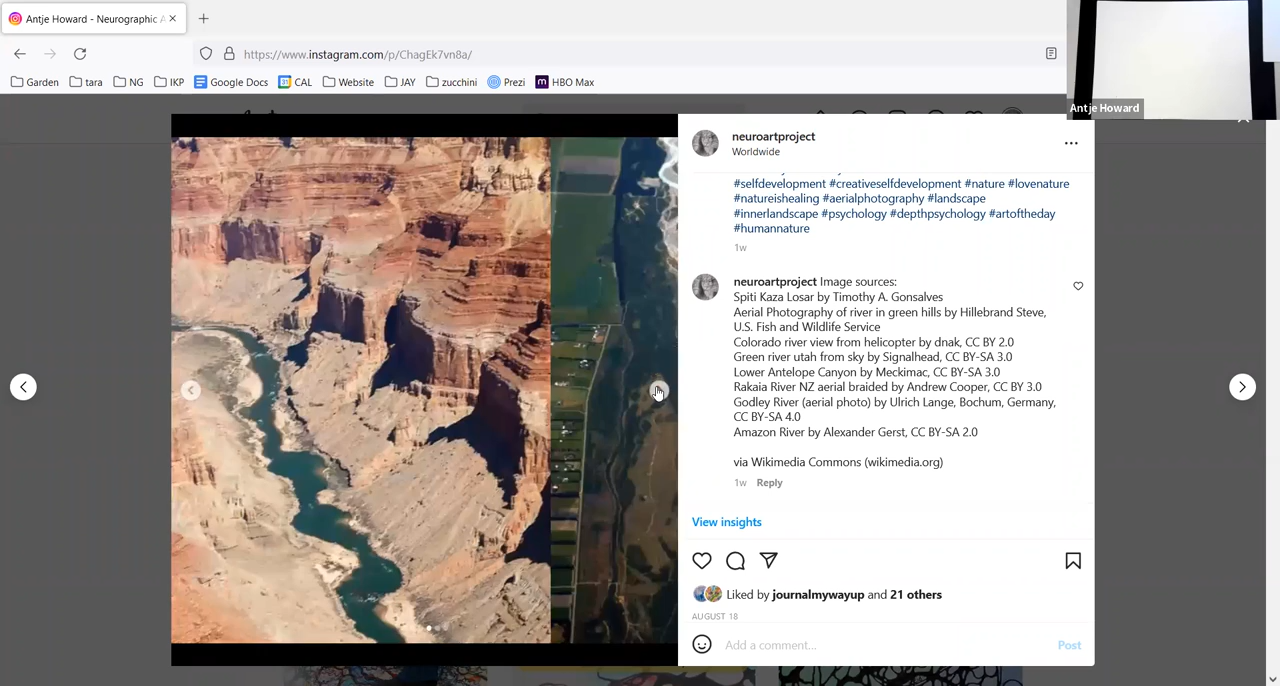 Antje Howard - Neurographic A
https://www.instagram.com/p/ChagEk7vn8a/
Garden tara NG IKP Google Docs CAL Website JAY zucchini Prezi HBO Max
Antje Howard
neuroartproject
Worldwide
#selfdevelopment #creativeselfdevelopment #nature #lovenature
#natureishealing #aerialphotography #landscape
#innerlandscape #psychology #depthpsychology #artoftheday
#humannature
1w
neuroartproject Image sources:
Spiti Kaza Losar by Timothy A. Gonsalves
Aerial Photography of river in green hills by Hillebrand Steve,
U.S. Fish and Wildlife Service
Colorado river view from helicopter by dnak, CC BY 2.0
Green river utah from sky by Signalhead, CC BY-SA 3.0
Lower Antelope Canyon by Meckimac, CC BY-SA 3.0
Rakaia River NZ aerial braided by Andrew Cooper, CC BY 3.0
Godley River (aerial photo) by Ulrich Lange, Bochum, Germany,
CC BY-SA 4.0
Amazon River by Alexander Gerst, CC BY-SA 2.0
via Wikimedia Commons (wikimedia.org)
1w Reply
View insights
Liked by journalmywayup and 21 others
AUGUST 18
Add a comment... Post